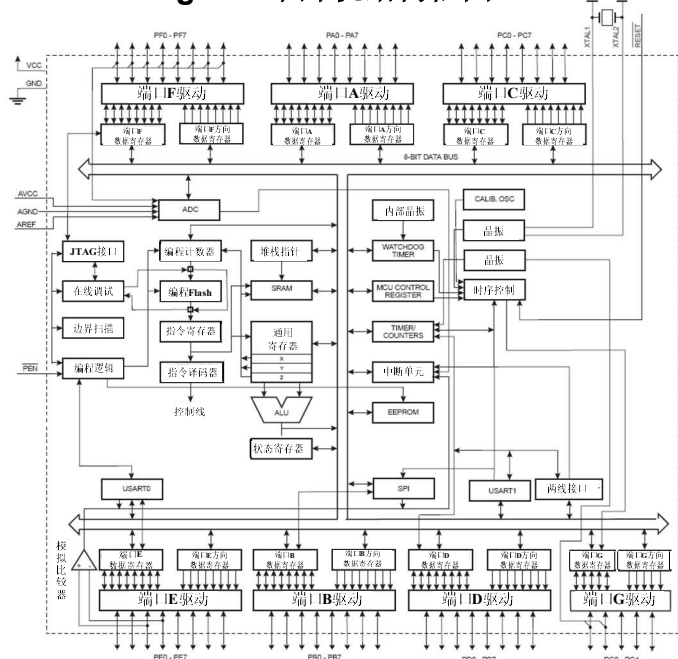 PF0 - PF7
PA0 - PA7
PC0 - PC7
XTAL1
XTAL2
RESET
VCC
GND
端口F驱动
端口A驱动
端口C驱动
端口F
数据寄存器
端口F方向
数据寄存器
端口A
数据寄存器
端口A方向
数据寄存器
端口C
数据寄存器
端口C方向
数据寄存器
8-BIT DATA BUS
AVCC
AGND
AREF
ADC
内部晶振
CALIB. OSC
晶振
JTAG接口
编程计数器
堆栈指针
WATCHDOG
TIMER
晶振
在线调试
编程Flash
SRAM
MCU CONTROL
REGISTER
时序控制
边界扫描
指令寄存器
通用
寄存器
X
Y
Z
TIMER/
COUNTERS
PEN
编程逻辑
指令译码器
中断单元
控制线
ALU
EEPROM
状态寄存器
USART0
SPI
USART1
两线接口
模拟比较器
端口E
数据寄存器
端口E方向
数据寄存器
端口B
数据寄存器
端口B方向
数据寄存器
端口D
数据寄存器
端口D方向
数据寄存器
端口G
数据寄存器
端口G方向
数据寄存器
端口E驱动
端口B驱动
端口D驱动
端口G驱动
PE0 - PE7
PB0 - PB7
PD0 - PD7
PG0 - PG4